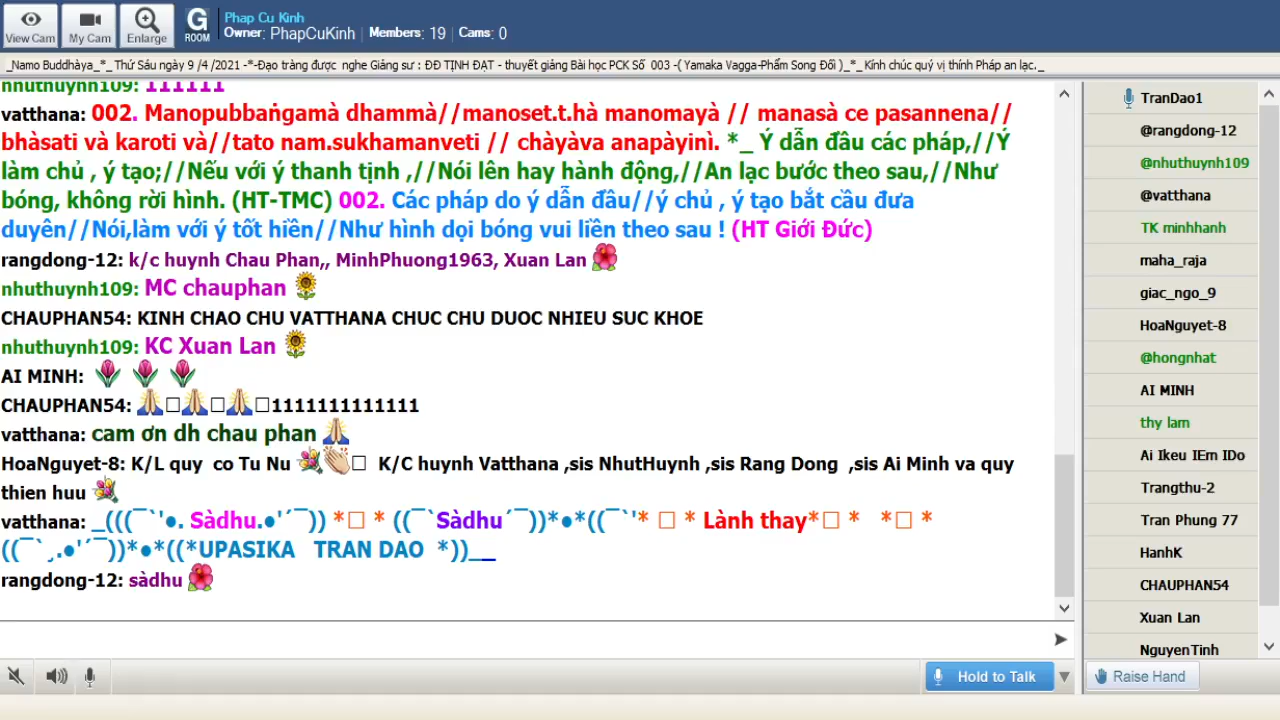 View Cam
My Cam
Enlarge
G
ROOM
Phap Cu Kinh
Owner: PhapCuKinh | Members: 19 | Cams: 0
_Namo Buddhàya_*_ Thứ Sáu ngày 9 /4 /2021 -*-Đạo tràng được nghe Giảng sư : ĐĐ TỊNH ĐẠT - thuyết giảng Bài học PCK Số 003 -( Yamaka Vagga-Phẩm Song Đối )_*_ Kính chúc quý vị thính Pháp an lạc._
nhuthuynh109: 111111
vatthana: 002. Manopubbaṅgamà dhammà//manoset.t.hà manomayà // manasà ce pasannena//
bhàsati và karoti và//tato nam.sukhamanveti // chàyàva anapàyinì. *_ Ý dẫn đầu các pháp,//Ý
làm chủ , ý tạo;//Nếu với ý thanh tịnh ,//Nói lên hay hành động,//An lạc bước theo sau,//Như
bóng, không rời hình. (HT-TMC) 002. Các pháp do ý dẫn đầu//ý chủ , ý tạo bắt cầu đưa
duyên//Nói,làm với ý tốt hiền//Như hình dọi bóng vui liền theo sau ! (HT Giới Đức)
rangdong-12: k/c huynh Chau Phan,, MinhPhuong1963, Xuan Lan 🌺
nhuthuynh109: MC chauphan 🌻
CHAUPHAN54: KINH CHAO CHU VATTHANA CHUC CHU DUOC NHIEU SUC KHOE
nhuthuynh109: KC Xuan Lan 🌻
AI MINH: 🌷 🌷 🌷
CHAUPHAN54: 🙏□🙏□🙏□1111111111111
vatthana: cam ơn dh chau phan 🙏
HoaNguyet-8: K/L quy co Tu Nu 💐👏□ K/C huynh Vatthana ,sis NhutHuynh ,sis Rang Dong ,sis Ai Minh va quy
thien huu 💐
vatthana: _(((¯`'●. Sàdhu.●'´¯)) *□ * ((¯`Sàdhu´¯))*●*((¯`'* □ * Lành thay*□ * *□ *
((¯`¸.●'´¯))*●*((*UPASIKA TRAN DAO *))__
rangdong-12: sàdhu 🌺
TranDao1
@rangdong-12
@nhuthuynh109
@vatthana
TK minhhanh
maha_raja
giac_ngo_9
HoaNguyet-8
@hongnhat
AI MINH
thy lam
Ai Ikeu IEm IDo
Trangthu-2
Tran Phung 77
HanhK
CHAUPHAN54
Xuan Lan
NguyenTinh
Hold to Talk
Raise Hand